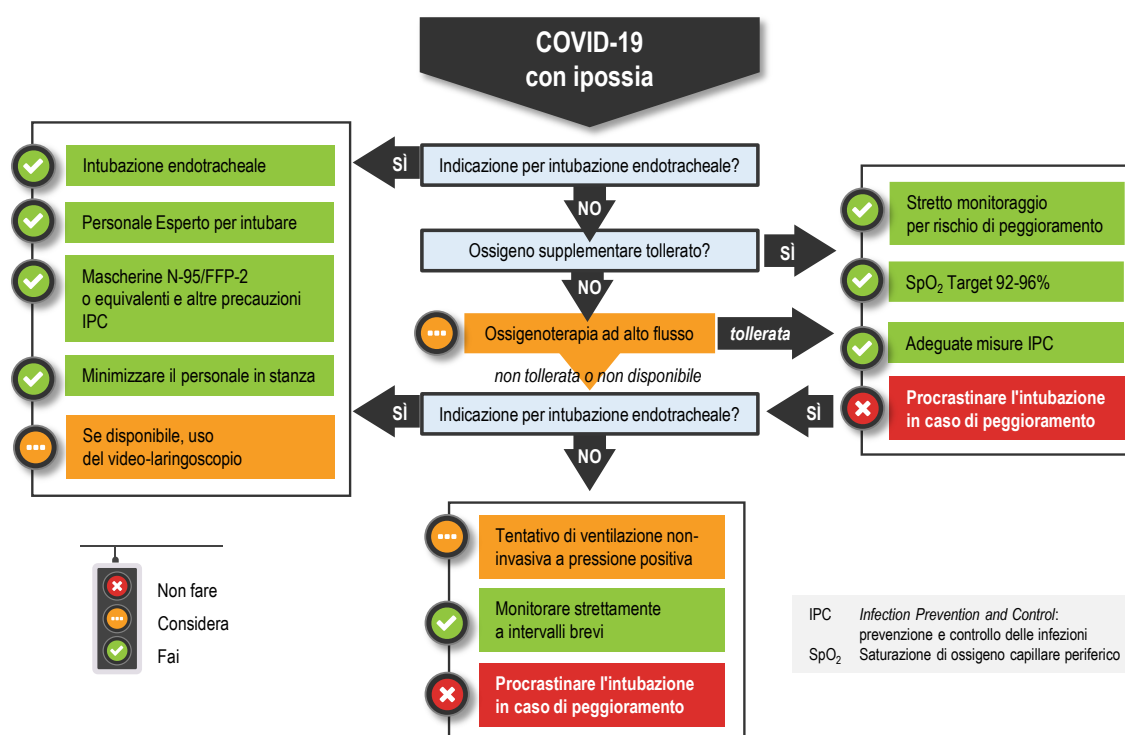 COVID-19
con ipossia
Indicazione per intubazione endotracheale?
SÌ
NO
Intubazione endotracheale
Personale Esperto per intubare
Mascherine N-95/FFP-2
o equivalenti e altre precauzioni
IPC
Minimizzare il personale in stanza
Se disponibile, uso
del video-laringoscopio
Ossigeno supplementare tollerato?
SÌ
NO
Stretto monitoraggio
per rischio di peggioramento
SpO₂ Target 92-96%
Adeguate misure IPC
Procrastinare l'intubazione
in caso di peggioramento
Ossigenoterapia ad alto flusso
tollerata
non tollerata o non disponibile
Indicazione per intubazione endotracheale?
SÌ
SÌ
NO
Tentativo di ventilazione non-
invasiva a pressione positiva
Monitorare strettamente
a intervalli brevi
Procrastinare l'intubazione
in caso di peggioramento
Non fare
Considera
Fai
IPC Infection Prevention and Control:
prevenzione e controllo delle infezioni
SpO₂ Saturazione di ossigeno capillare periferico